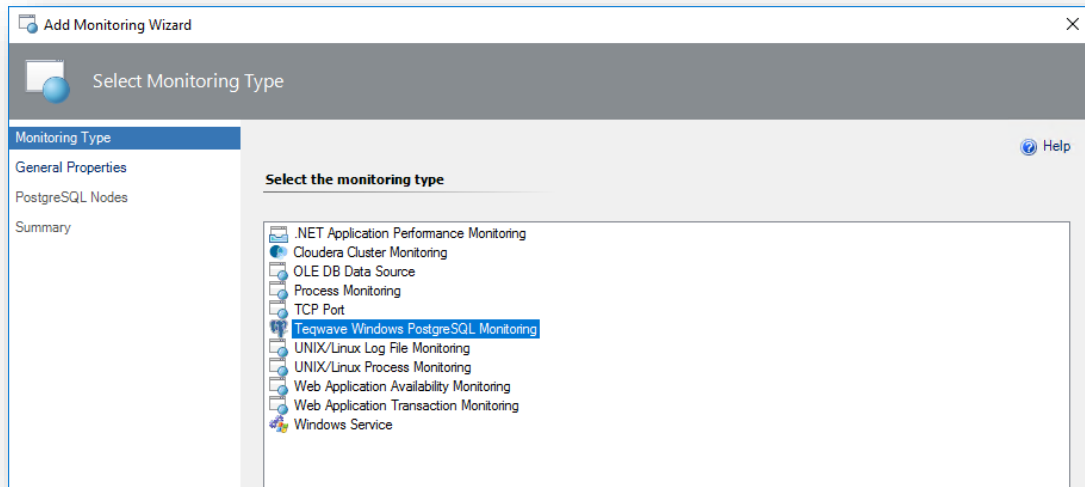 Add Monitoring Wizard
Select Monitoring Type
Monitoring Type
General Properties
PostgreSQL Nodes
Summary
Help
Select the monitoring type
.NET Application Performance Monitoring
Cloudera Cluster Monitoring
OLE DB Data Source
Process Monitoring
TCP Port
Teqwave Windows PostgreSQL Monitoring
UNIX/Linux Log File Monitoring
UNIX/Linux Process Monitoring
Web Application Availability Monitoring
Web Application Transaction Monitoring
Windows Service